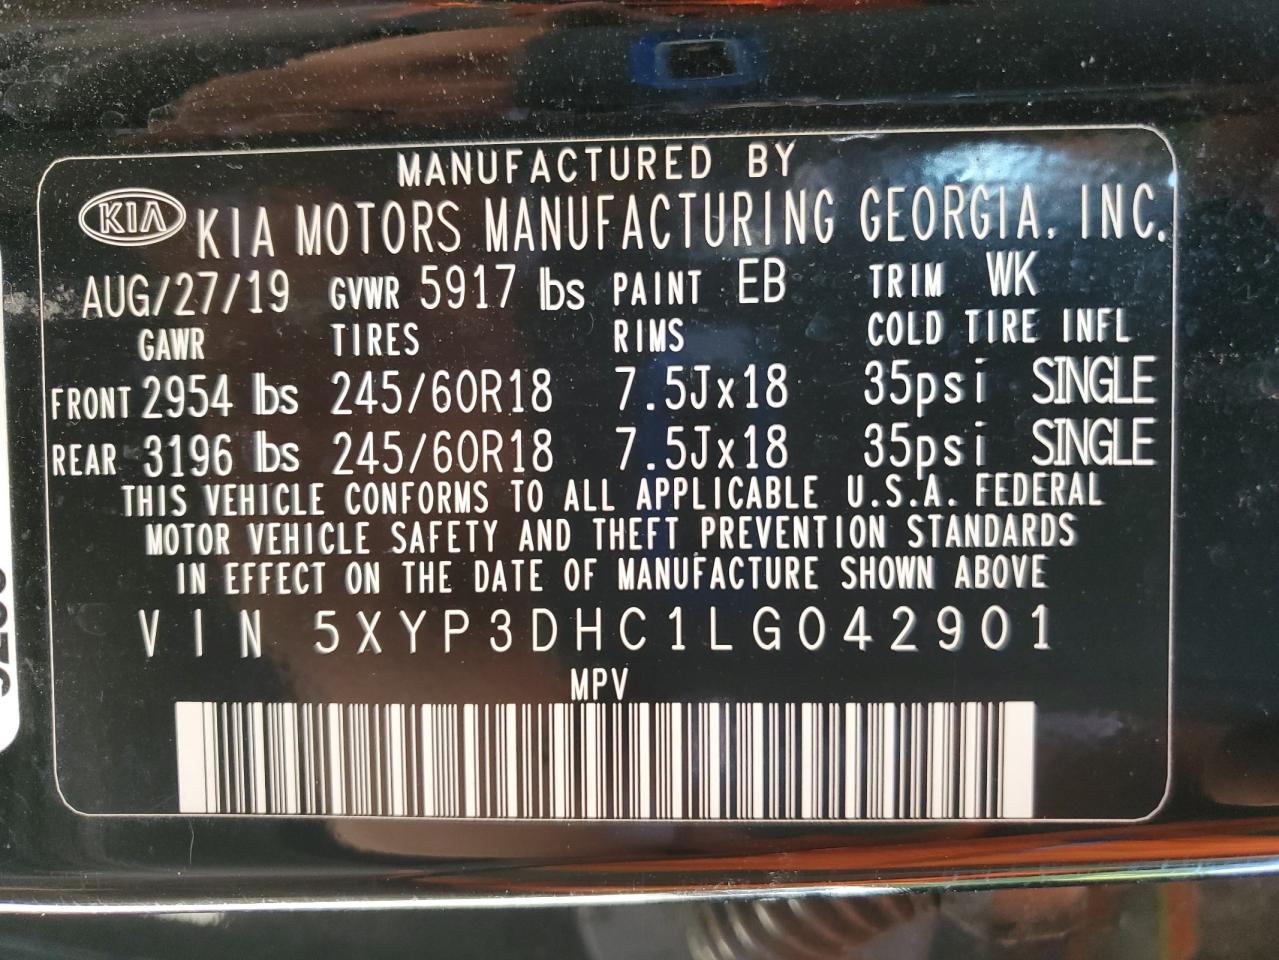 MANUFACTURED BY
KIA KIA MOTORS MANUFACTURING GEORGIA, INC.
AUG/27/19 GVWR 5917 lbs PAINT EB TRIM WK
GAWR TIRES RIMS COLD TIRE INFL
FRONT 2954 lbs 245/60R18 7.5Jx18 35psi SINGLE
REAR 3196 lbs 245/60R18 7.5Jx18 35psi SINGLE
THIS VEHICLE CONFORMS TO ALL APPLICABLE U.S.A. FEDERAL
MOTOR VEHICLE SAFETY AND THEFT PREVENTION STANDARDS
IN EFFECT ON THE DATE OF MANUFACTURE SHOWN ABOVE
VIN 5XYP3DHC1LG042901
MPV